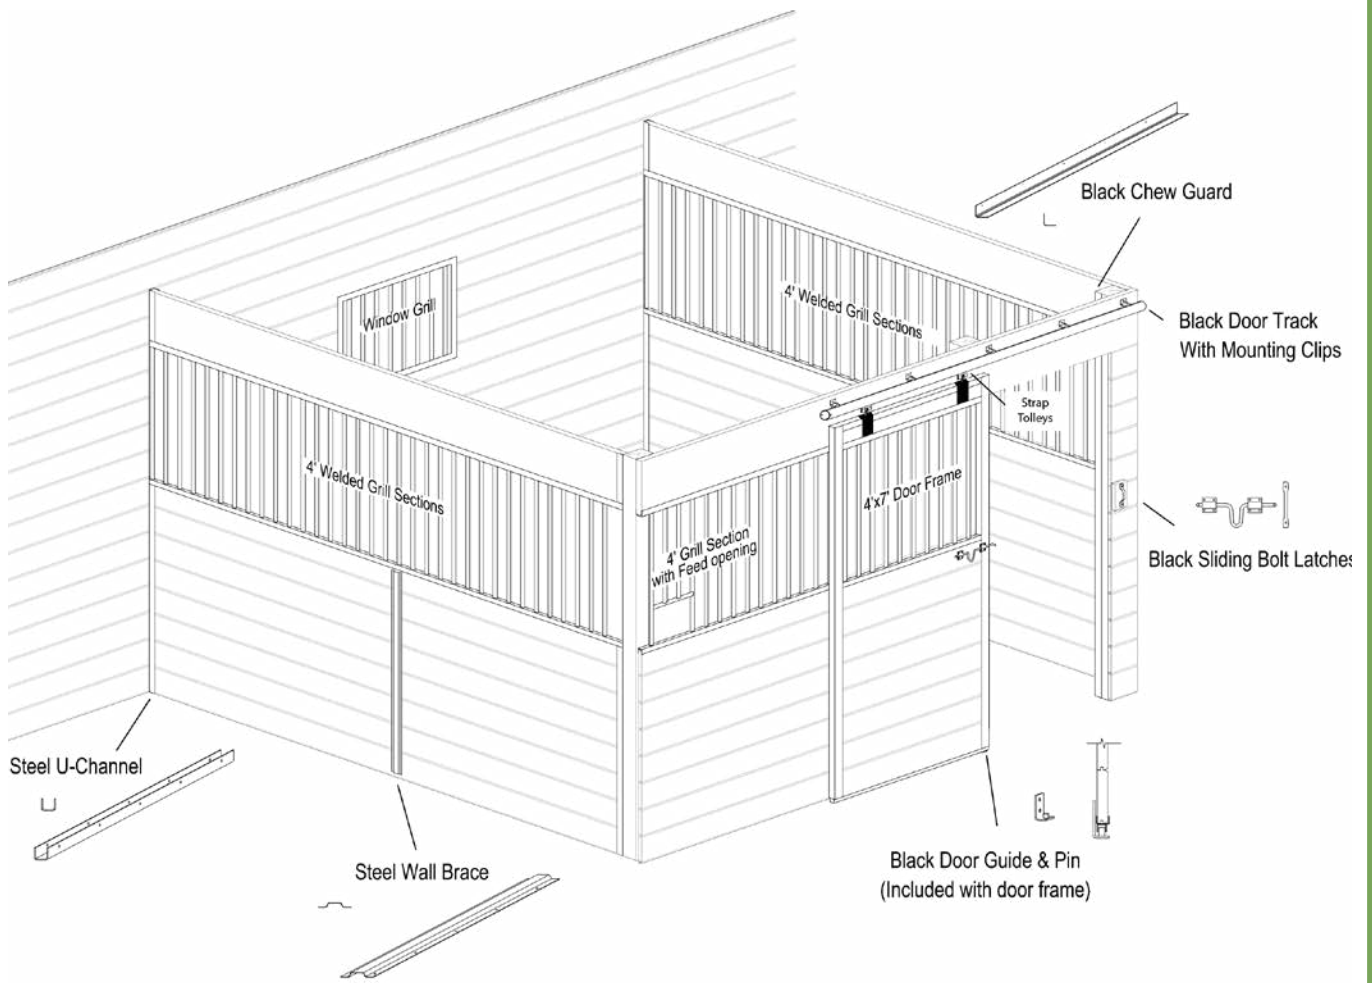 Black Chew Guard
Window Grill
4' Welded Grill Sections
Black Door Track
With Mounting Clips
Strap
Tolleys
4' Welded Grill Sections
4'x7' Door Frame
4' Grill Section
with Feed opening
Black Sliding Bolt Latches
Steel U-Channel
Steel Wall Brace
Black Door Guide & Pin
(Included with door frame)